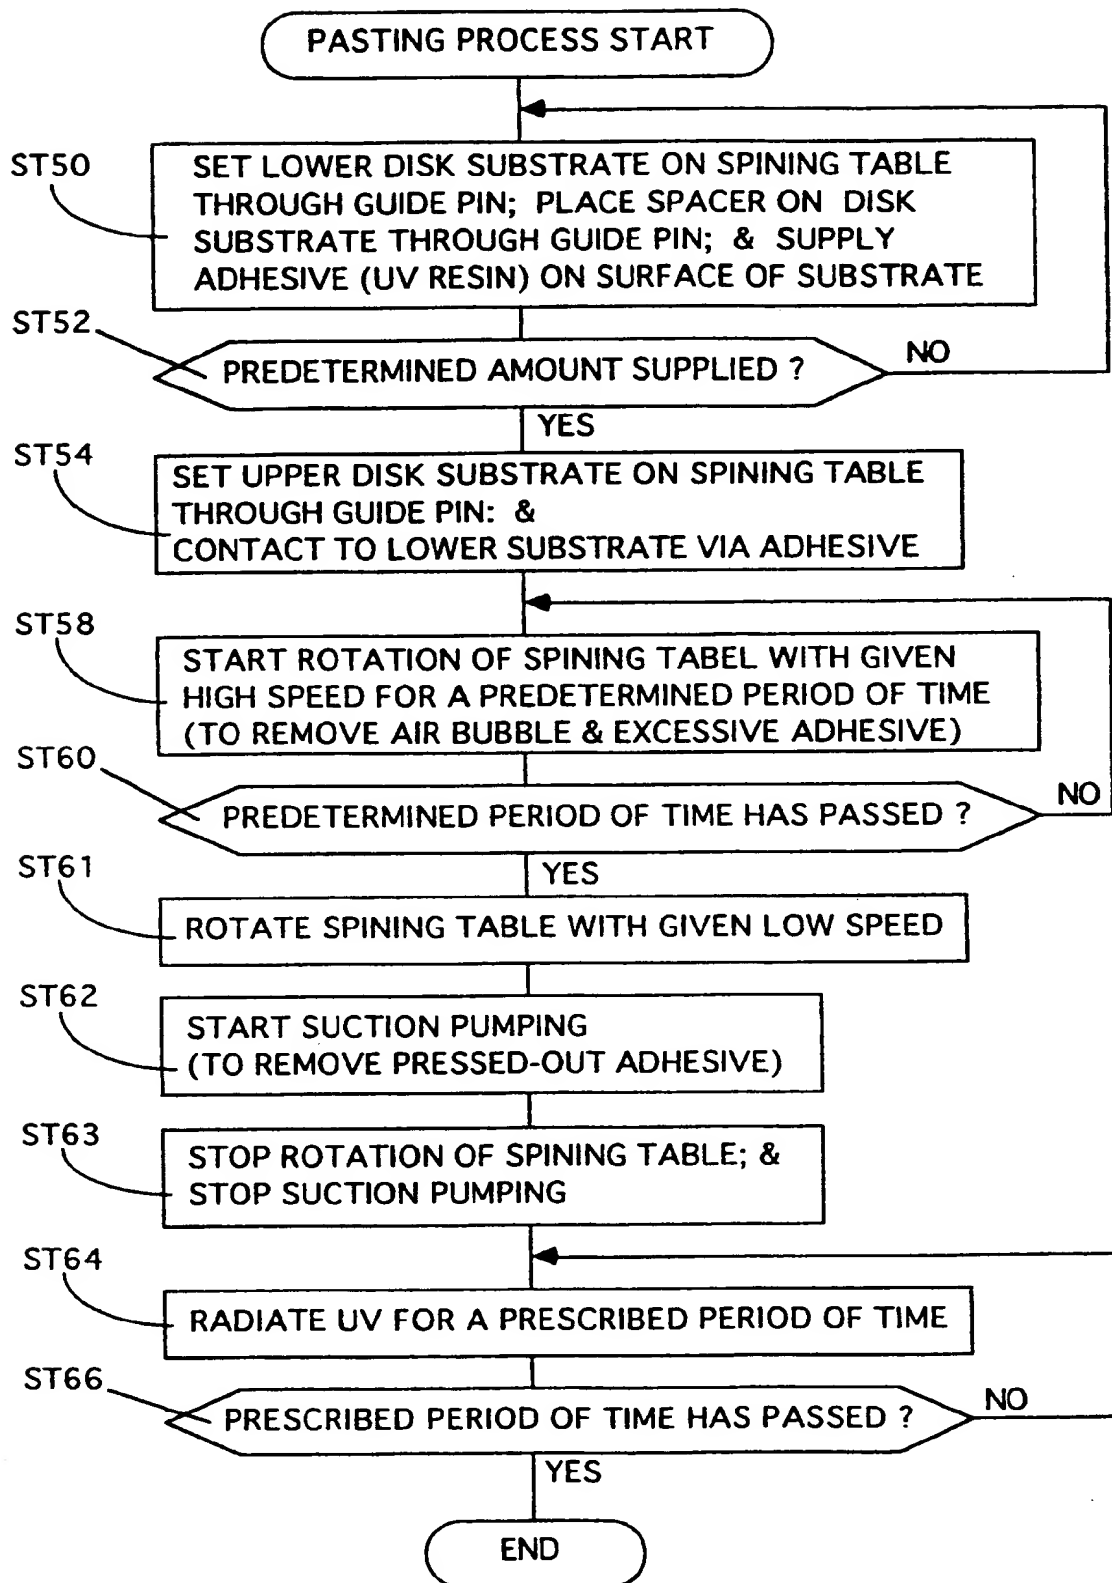 PASTING PROCESS START
ST50
SET LOWER DISK SUBSTRATE ON SPINING TABLE
THROUGH GUIDE PIN; PLACE SPACER ON DISK
SUBSTRATE THROUGH GUIDE PIN; & SUPPLY
ADHESIVE (UV RESIN) ON SURFACE OF SUBSTRATE
ST52
PREDETERMINED AMOUNT SUPPLIED ?
NO
YES
ST54
SET UPPER DISK SUBSTRATE ON SPINING TABLE
THROUGH GUIDE PIN: &
CONTACT TO LOWER SUBSTRATE VIA ADHESIVE
ST58
START ROTATION OF SPINING TABEL WITH GIVEN
HIGH SPEED FOR A PREDETERMINED PERIOD OF TIME
(TO REMOVE AIR BUBBLE & EXCESSIVE ADHESIVE)
ST60
PREDETERMINED PERIOD OF TIME HAS PASSED ?
NO
YES
ST61
ROTATE SPINING TABLE WITH GIVEN LOW SPEED
ST62
START SUCTION PUMPING
(TO REMOVE PRESSED-OUT ADHESIVE)
ST63
STOP ROTATION OF SPINING TABLE; &
STOP SUCTION PUMPING
ST64
RADIATE UV FOR A PRESCRIBED PERIOD OF TIME
ST66
PRESCRIBED PERIOD OF TIME HAS PASSED ?
NO
YES
END